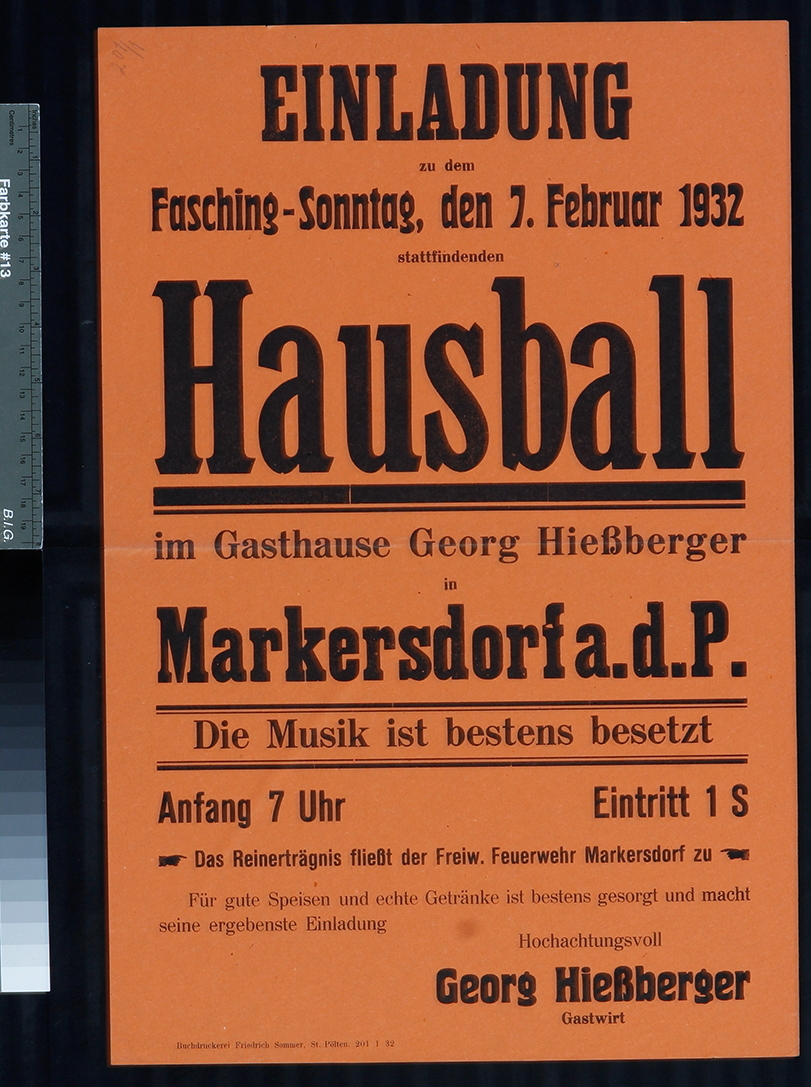 EINLADUNG
zu dem
Fasching-Sonntag, den 7. Februar 1932
stattfindenden
Hausball
im Gasthause Georg Hießberger
in
Markersdorf a.d.P.
Die Musik ist bestens besetzt
Anfang 7 Uhr Eintritt 1 S
Das Reinerträgnis fließt der Freiw. Feuerwehr Markersdorf zu
Für gute Speisen und echte Getränke ist bestens gesorgt und macht
seine ergebenste Einladung
Hochachtungsvoll
Georg Hießberger
Gastwirt
Buchdruckerei Friedrich Sommer, St. Pölten. 201 1 32
Farbkarte #13
B.I.G.
Centimetres
Inches